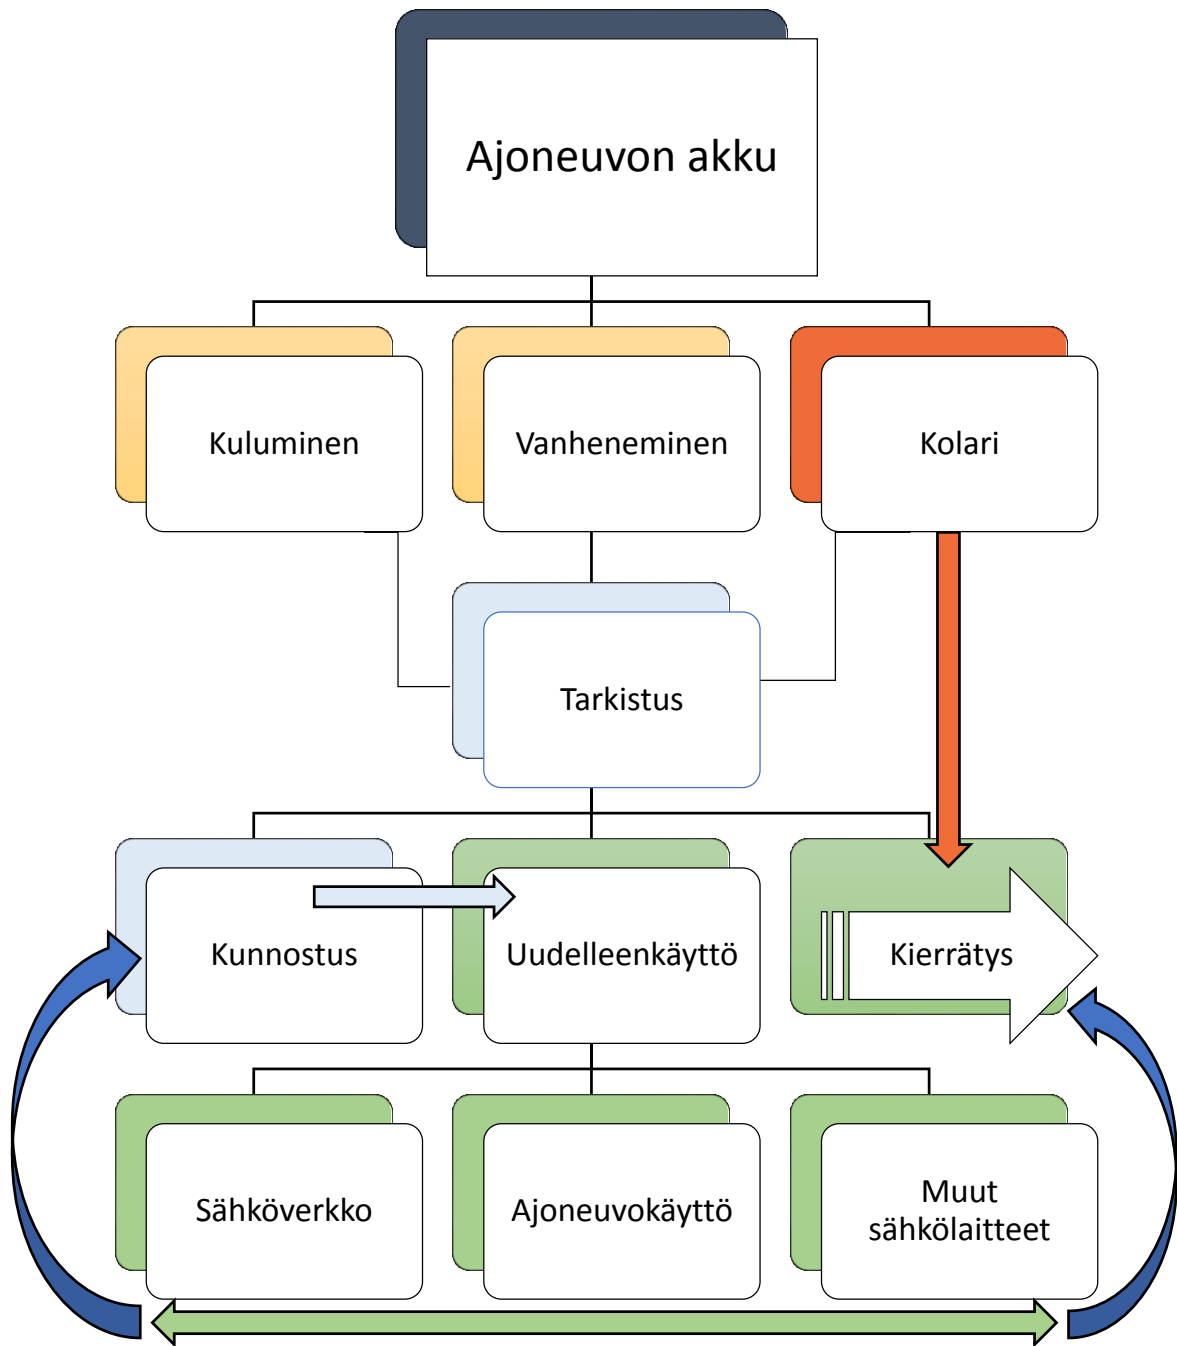 Ajoneuvon akku
Kuluminen
Vanheneminen
Kolari
Tarkistus
Kunnostus
Uudelleenkäyttö
Kierrätys
Sähköverkko
Ajoneuvokäyttö
Muut
sähkölaitteet